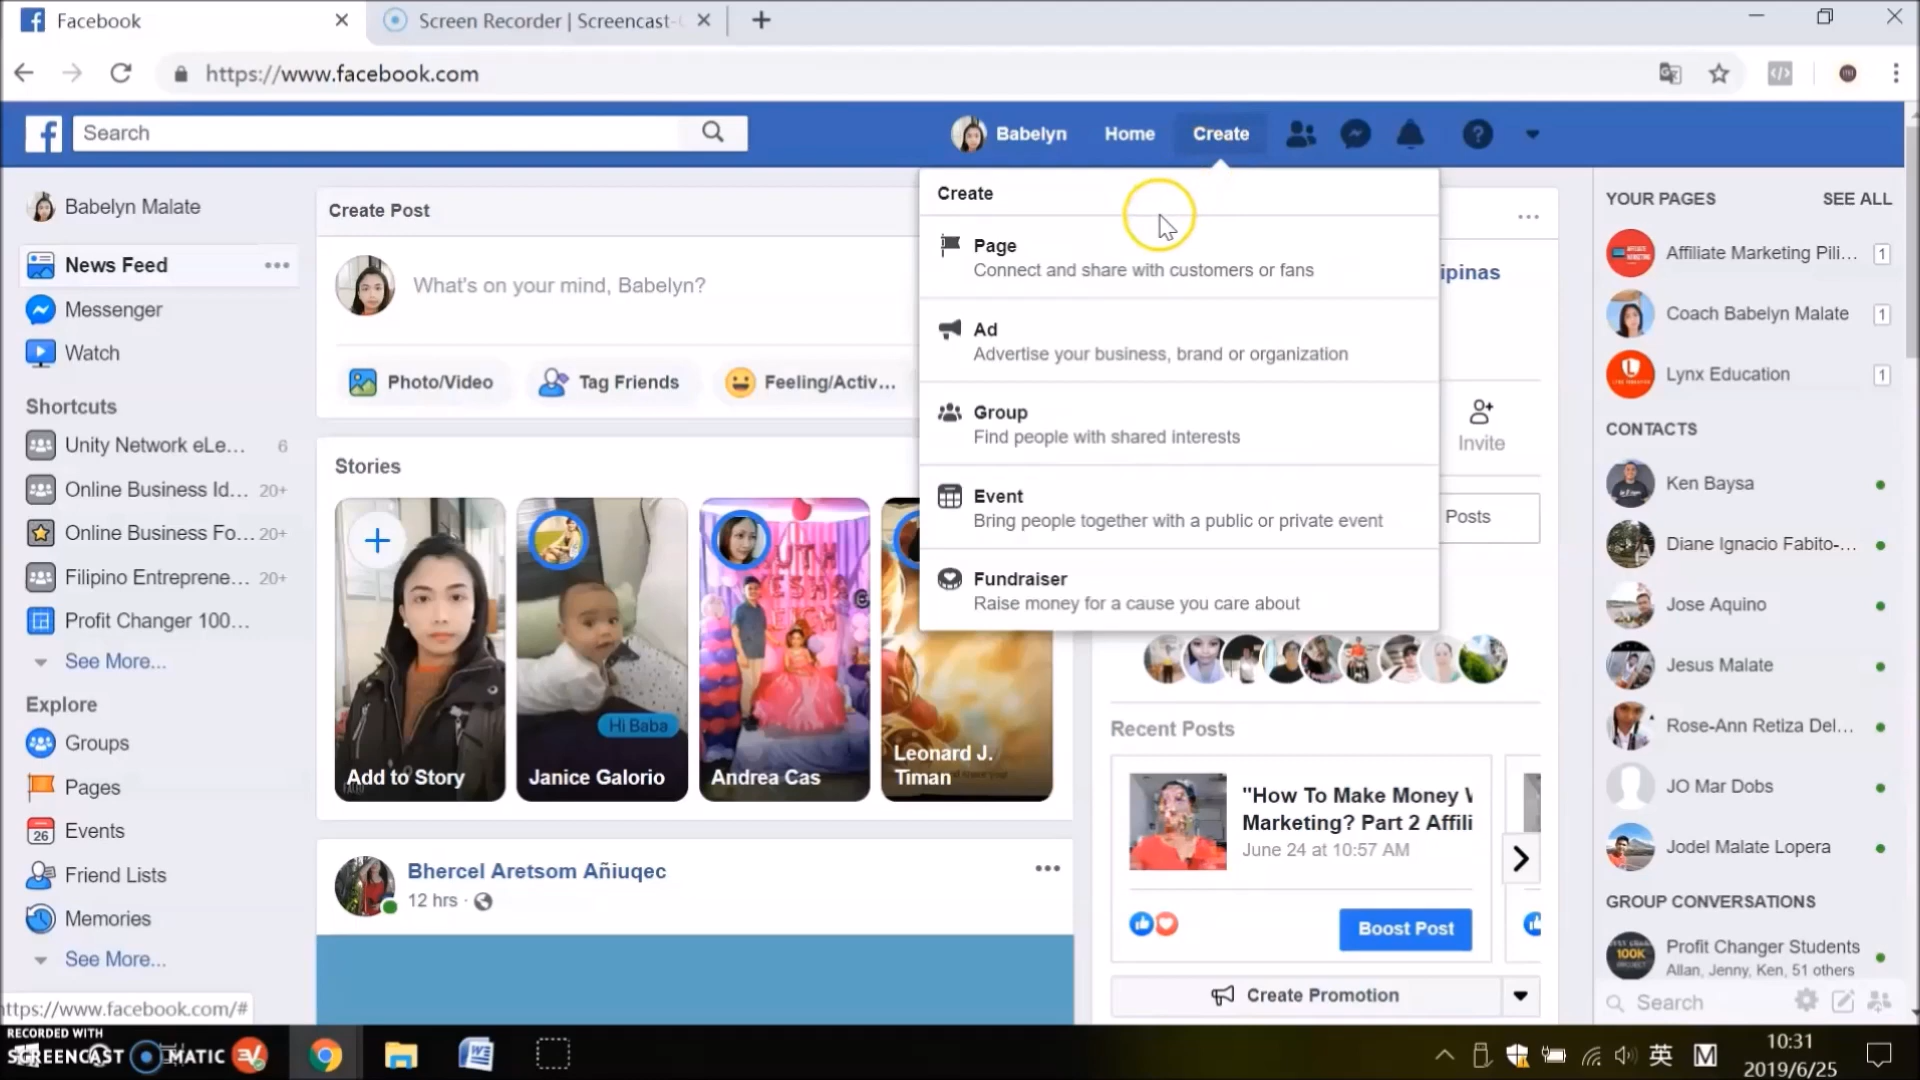 Facebook
Screen Recorder | Screencast-
https://www.facebook.com
Search
Babelyn
Home
Create
Babelyn Malate
News Feed
Messenger
Watch
Shortcuts
Unity Network eLe... 6
Online Business Id... 20+
Online Business Fo... 20+
Filipino Entreprene... 20+
Profit Changer 100...
See More...
Explore
Groups
Pages
26
Events
Friend Lists
Memories
See More...
https://www.facebook.com/#
Create Post
What's on your mind, Babelyn?
Photo/Video
Tag Friends
Feeling/Activ...
Stories
Add to Story
Hi Baba
Janice Galorio
Andrea Cas
Leonard J.
Timan
Bhercel Aretsom Añiuqec
12 hrs ·
Create
Page
Connect and share with customers or fans
Ad
Advertise your business, brand or organization
Group
Find people with shared interests
Event
Bring people together with a public or private event
Fundraiser
Raise money for a cause you care about
ipinas
Invite
Posts
Recent Posts
"How To Make Money
Marketing? Part 2 Affili
June 24 at 10:57 AM
Boost Post
Create Promotion
YOUR PAGES SEE ALL
Affiliate Marketing Pili... 1
Coach Babelyn Malate 1
Lynx Education 1
CONTACTS
Ken Baysa
Diane Ignacio Fabito-...
Jose Aquino
Jesus Malate
Rose-Ann Retiza Del...
JO Mar Dobs
Jodel Malate Lopera
GROUP CONVERSATIONS
100K
Profit Changer Students
Allan, Jenny, Ken, 51 others
Search
RECORDED WITH
SCREENCAST MATIC
英
M
10:31
2019/6/25